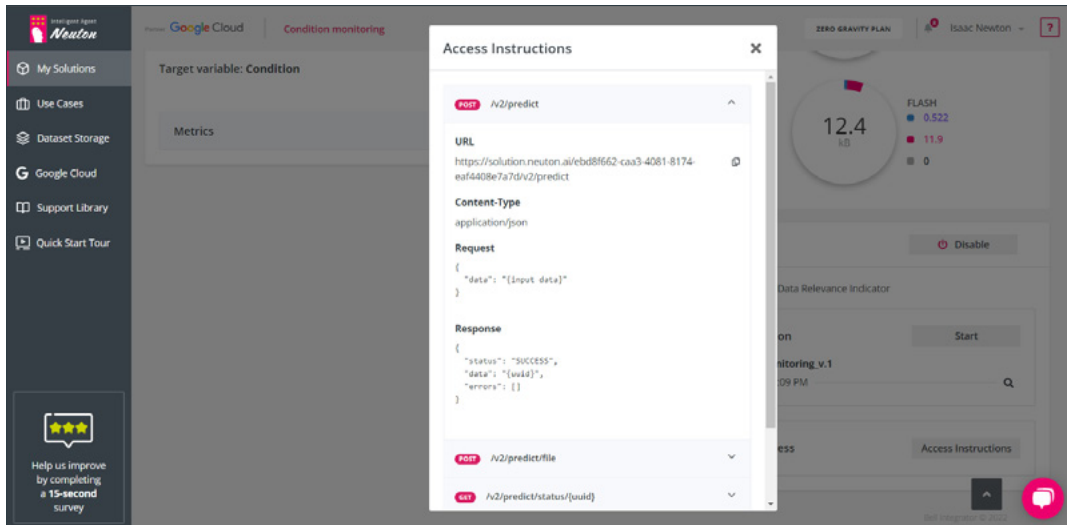 Intelligent Agent
Neuton
My Solutions
Use Cases
Dataset Storage
Google Cloud
Support Library
Quick Start Tour
Help us improve
by completing
a 15-second
survey
Google Cloud
Condition monitoring
ZERO GRAVITY PLAN
0
Isaac Newton
?
Target variable: Condition
Metrics
Access Instructions
POST /v2/predict
URL
https://solution.neuton.ai/ebd8f662-caa3-4081-8174-
eaf4408e7a7d/v2/predict
Content-Type
application/json
Request
{
"data": "{input data}"
}
Response
{
"status": "SUCCESS",
"data": "{uuid}",
"errors": []
}
POST /v2/predict/file
GET /v2/predict/status/{uuid}
12.4
kB
FLASH
0.522
11.9
0
Disable
Data Relevance Indicator
on
Start
nitoring_v.1
:09 PM
ess
Access Instructions
Bell Integrator © 2022